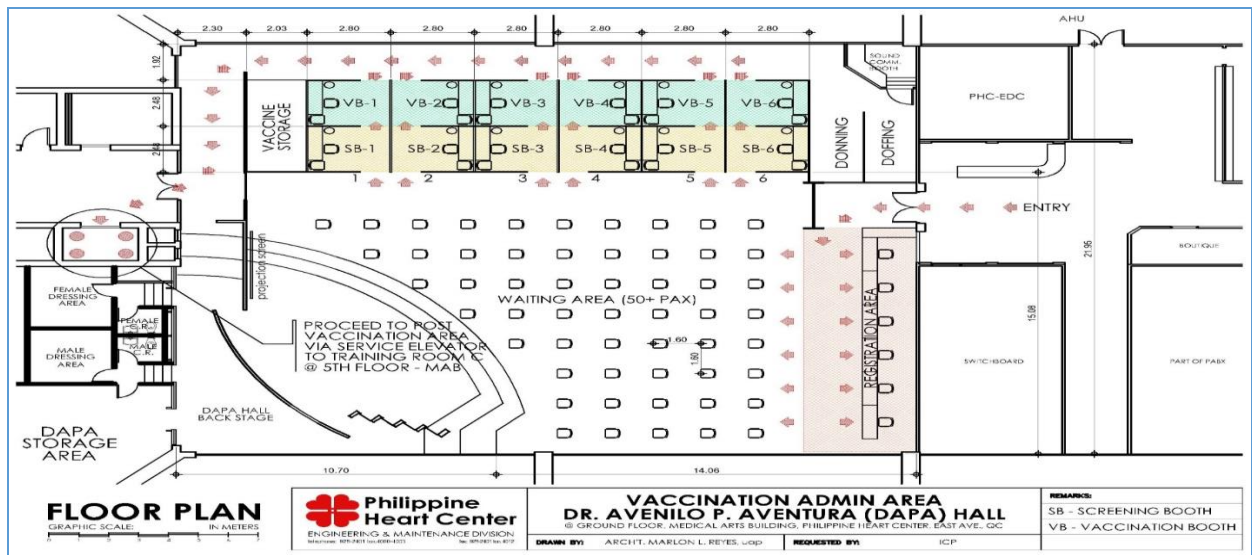 2.30 2.03 2.80 2.80 2.80 2.80 2.80 2.80
AHU
1.92
2.48
2.48
VACCINE
STORAGE
VB-1 VB-2 VB-3 VB-4 VB-5 VB-6
SB-1 SB-2 SB-3 SB-4 SB-5 SB-6
1 2 3 4 5 6
SOUND
COMM.
BOOTH
DONNING
DOFFING
PHC-EDC
ENTRY
BOUTIQUE
21.95
15.08
SWITCHBOARD
PART OF PABX
REGISTRATION AREA
WAITING AREA (50+ PAX)
1.60
1.60
projection screen
PROCEED TO POST
VACCINATION AREA
VIA SERVICE ELEVATOR
TO TRAINING ROOM C
@ 5TH FLOOR - MAB
FEMALE
DRESSING
AREA
FEMALE
C.R.
MALE
C.R.
MALE
DRESSING
AREA
DAPA HALL
BACK STAGE
DAPA
STORAGE
AREA
10.70 14.06
FLOOR PLAN
GRAPHIC SCALE: IN METERS
Philippine
Heart Center
ENGINEERING & MAINTENANCE DIVISION
VACCINATION ADMIN AREA
DR. AVENILO P. AVENTURA (DAPA) HALL
@ GROUND FLOOR, MEDICAL ARTS BUILDING, PHILIPPINE HEART CENTER, EAST AVE., QC
DRAWN BY: ARCH'T. MARLON L. REYES, uap REQUESTED BY: ICP
REMARKS:
SB - SCREENING BOOTH
VB - VACCINATION BOOTH